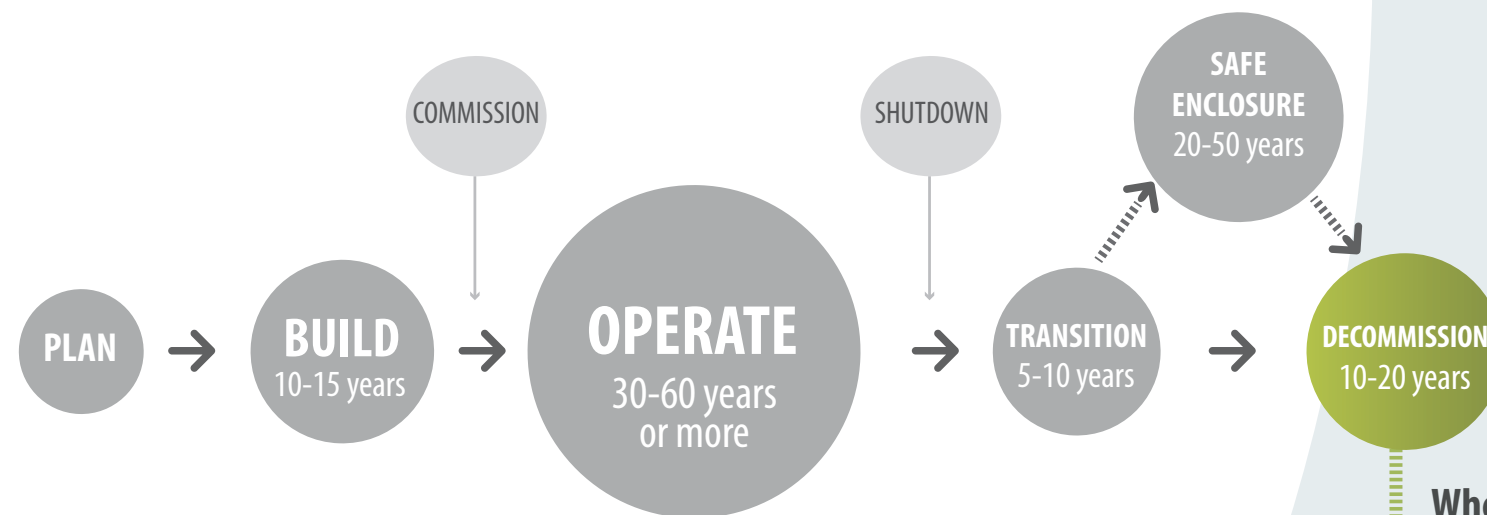 PLAN
BUILD
10-15 years
COMMISSION
OPERATE
30-60 years
or more
SHUTDOWN
TRANSITION
5-10 years
SAFE
ENCLOSURE
20-50 years
DECOMMISSION
10-20 years